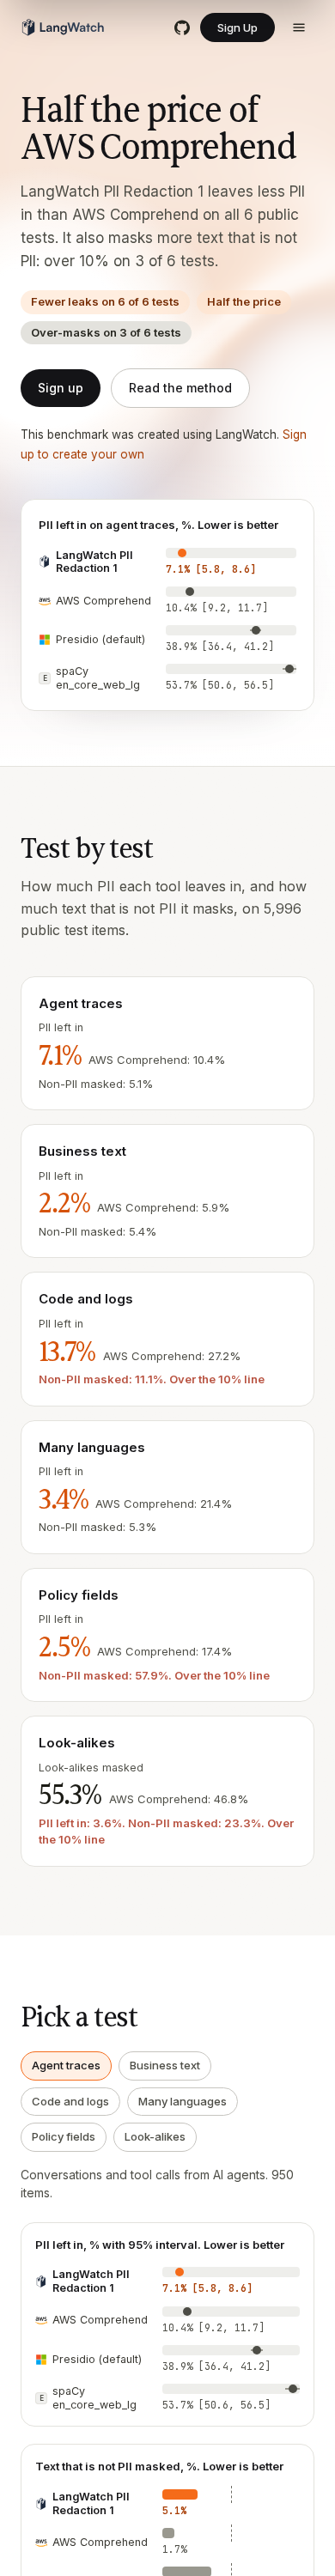 LangWatch
Sign Up
Half the price of
AWS Comprehend
LangWatch PII Redaction 1 leaves less PII
in than AWS Comprehend on all 6 public
tests. It also masks more text that is not
PII: over 10% on 3 of 6 tests.
Fewer leaks on 6 of 6 tests
Half the price
Over-masks on 3 of 6 tests
Sign up
Read the method
This benchmark was created using LangWatch. Sign
up to create your own
PII left in on agent traces, %. Lower is better
LangWatch PII
Redaction 1
7.1% [5.8, 8.6]
aws AWS Comprehend
10.4% [9.2, 11.7]
Presidio (default)
38.9% [36.4, 41.2]
E spaCy
en_core_web_lg
53.7% [50.6, 56.5]
Test by test
How much PII each tool leaves in, and how
much text that is not PII it masks, on 5,996
public test items.
Agent traces
PII left in
7.1% AWS Comprehend: 10.4%
Non-PII masked: 5.1%
Business text
PII left in
2.2% AWS Comprehend: 5.9%
Non-PII masked: 5.4%
Code and logs
PII left in
13.7% AWS Comprehend: 27.2%
Non-PII masked: 11.1%. Over the 10% line
Many languages
PII left in
3.4% AWS Comprehend: 21.4%
Non-PII masked: 5.3%
Policy fields
PII left in
2.5% AWS Comprehend: 17.4%
Non-PII masked: 57.9%. Over the 10% line
Look-alikes
Look-alikes masked
55.3% AWS Comprehend: 46.8%
PII left in: 3.6%. Non-PII masked: 23.3%. Over
the 10% line
Pick a test
Agent traces
Business text
Code and logs
Many languages
Policy fields
Look-alikes
Conversations and tool calls from AI agents. 950
items.
PII left in, % with 95% interval. Lower is better
LangWatch PII
Redaction 1
7.1% [5.8, 8.6]
aws AWS Comprehend
10.4% [9.2, 11.7]
Presidio (default)
38.9% [36.4, 41.2]
E spaCy
en_core_web_lg
53.7% [50.6, 56.5]
Text that is not PII masked, %. Lower is better
LangWatch PII
Redaction 1
5.1%
aws AWS Comprehend
1.7%